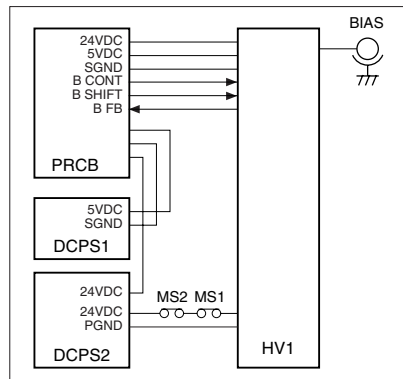 BIAS
24VDC
5VDC
SGND
B CONT
B SHIFT
B FB
PRCB
5VDC
SGND
DCPS1
24VDC
MS2 MS1
24VDC
PGND
DCPS2
HV1